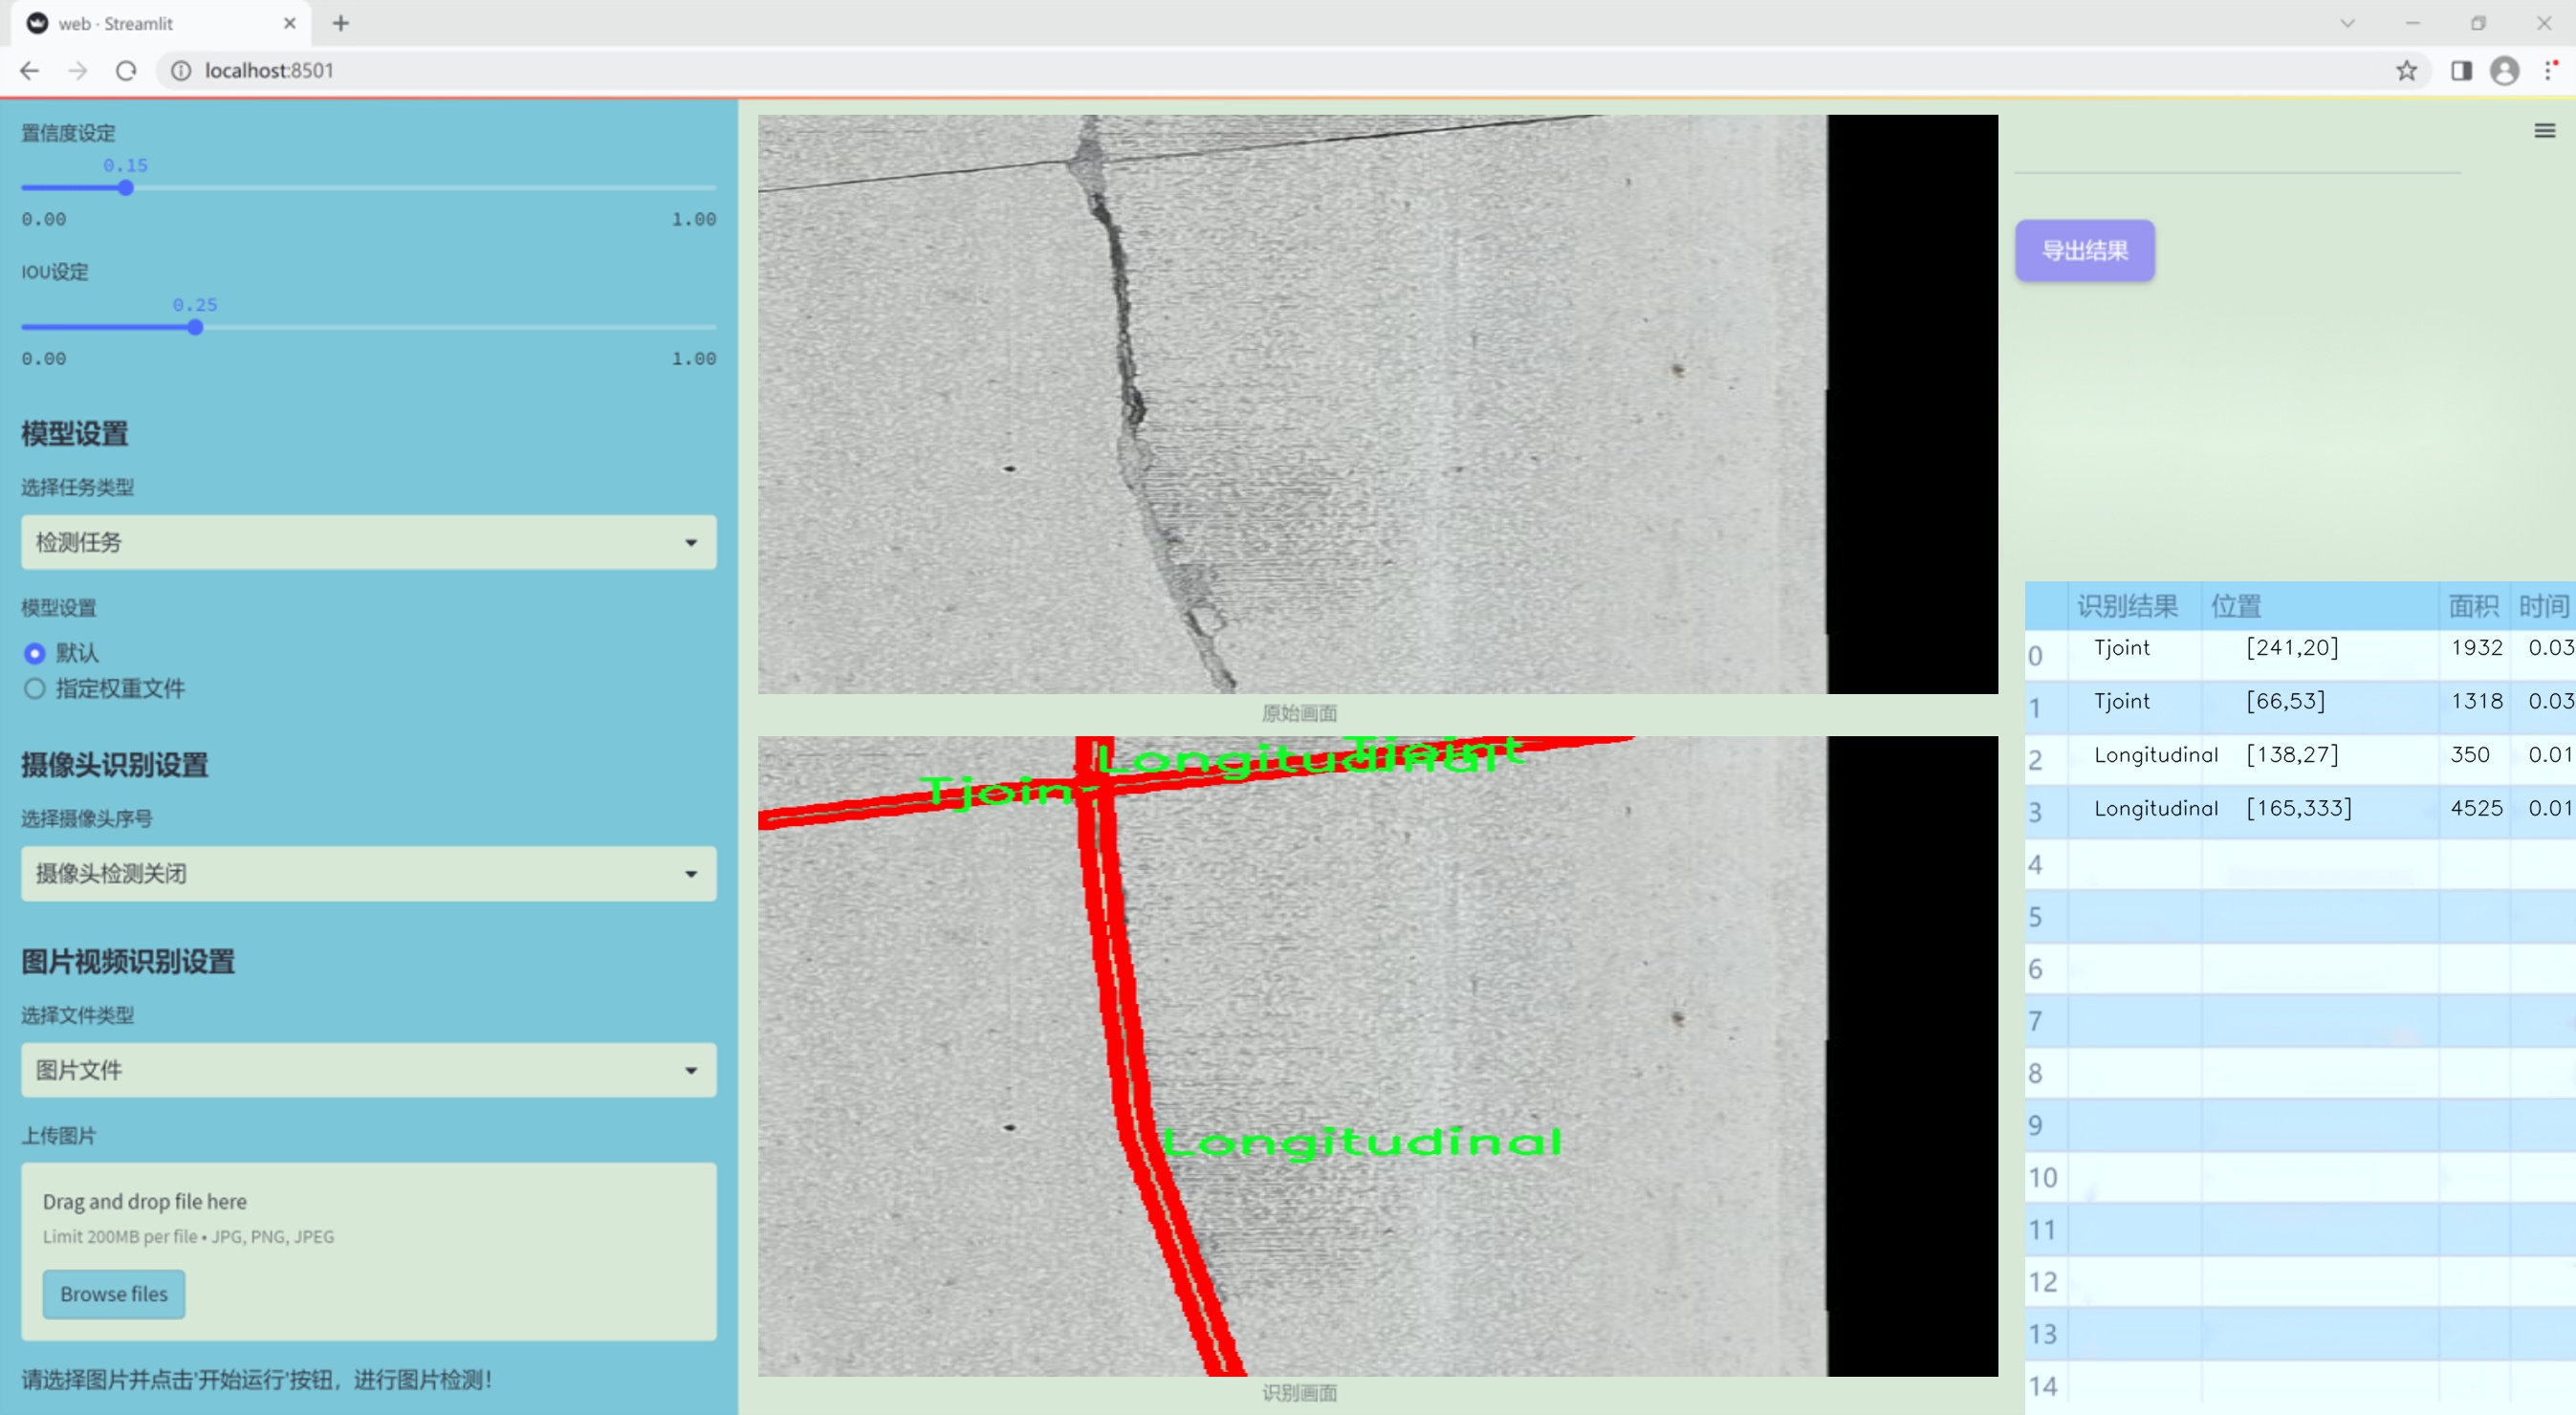 web · Streamlit
localhost:8501
置信度设定
0.15
0.00 1.00
IOU设定
0.25
0.00 1.00
模型设置
选择任务类型
检测任务
模型设置
默认
指定权重文件
摄像头识别设置
选择摄像头序号
摄像头检测关闭
图片视频识别设置
选择文件类型
图片文件
上传图片
Drag and drop file here
Limit 200MB per file • JPG, PNG, JPEG
Browse files
请选择图片并点击'开始运行'按钮，进行图片检测！
原始画面
Longitudinal
Tjoint
Tjoint
Longitudinal
识别画面
导出结果
识别结果 位置 面积 时间
0 Tjoint [241,20] 1932 0.03
1 Tjoint [66,53] 1318 0.03
2 Longitudinal [138,27] 350 0.01
3 Longitudinal [165,333] 4525 0.01
4
5
6
7
8
9
10
11
12
13
14